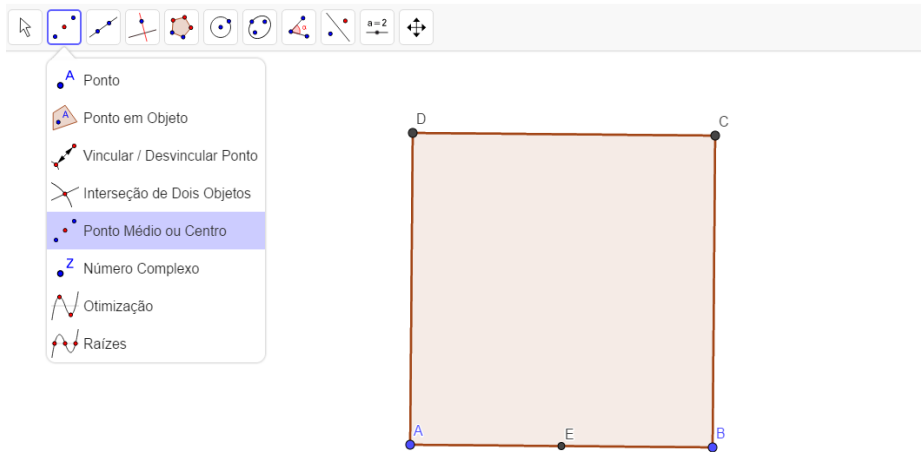 a=2
A Ponto
A Ponto em Objeto
Vincular / Desvincular Ponto
Interseção de Dois Objetos
Ponto Médio ou Centro
Z Número Complexo
Otimização
Raízes
D
C
A
E
B